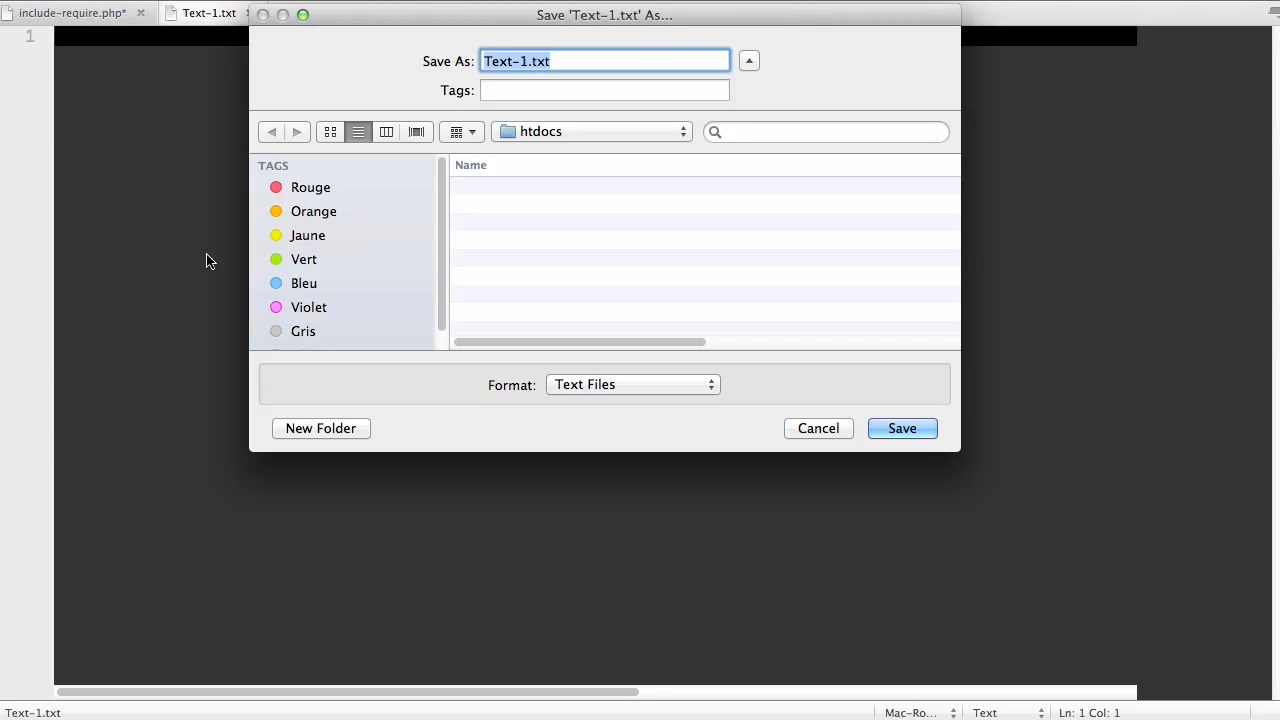 include-require.php*
Text-1.txt
Save 'Text-1.txt' As...
1
Save As: Text-1.txt
Tags:
htdocs
TAGS
Name
Rouge
Orange
Jaune
Vert
Bleu
Violet
Gris
Format: Text Files
New Folder
Cancel
Save
Text-1.txt
Mac-Ro...
Text
Ln: 1 Col: 1